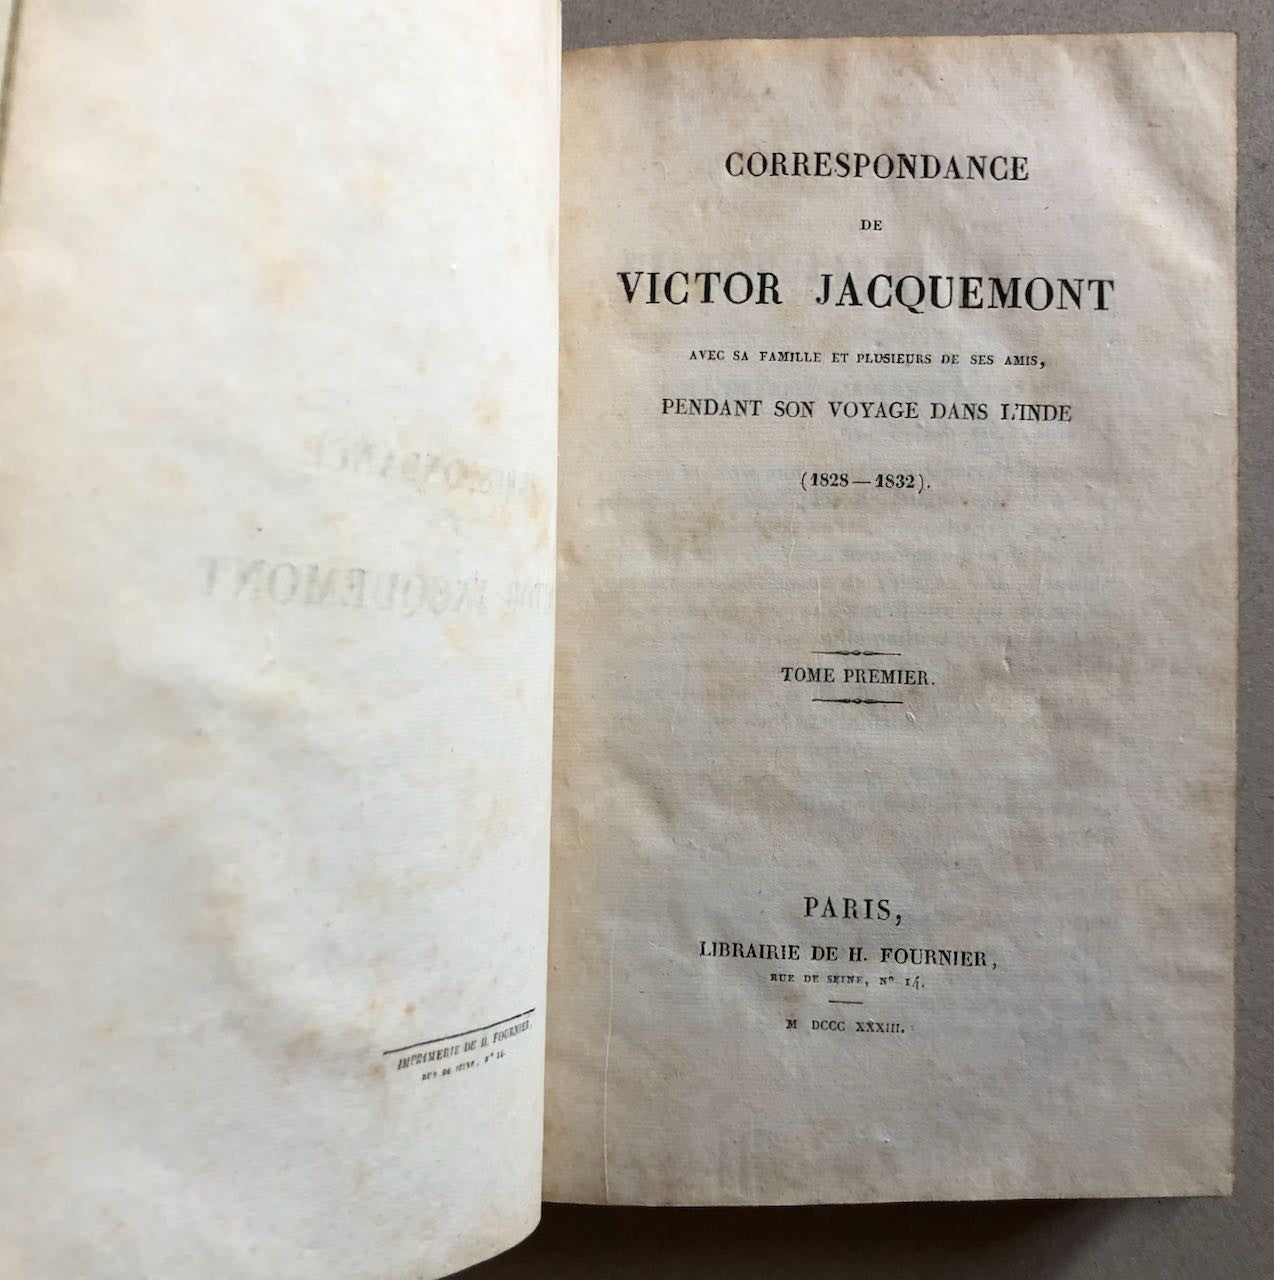 IMPRIMERIE DE H. FOURNIER,
RUE DE SEINE, Nº 14.
CORRESPONDANCE
DE
VICTOR JACQUEMONT
AVEC SA FAMILLE ET PLUSIEURS DE SES AMIS,
PENDANT SON VOYAGE DANS L'INDE
(1828—1832).
TOME PREMIER.
PARIS,
LIBRAIRIE DE H. FOURNIER,
RUE DE SEINE, Nº 14.
M DCCC XXXIII.